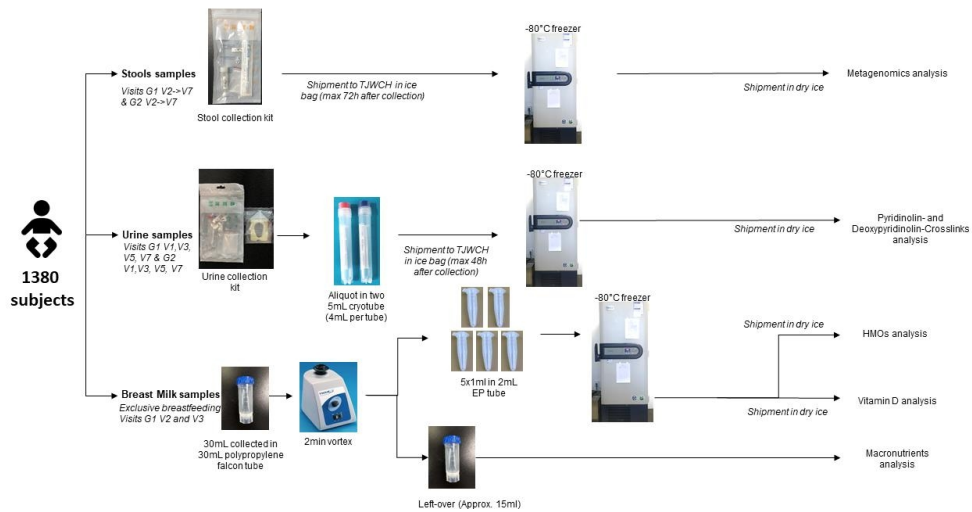 -80°C freezer
Stools samples
Visits G1 V2->V7
& G2 V2->V7
Stool collection kit
Shipment to TJWCH in ice
bag (max 72h after collection)
Shipment in dry ice
Metagenomics analysis
1380
subjects
Urine samples
Visits G1 V1,V3,
V5, V7 & G2
V1,V3, V5, V7
Urine collection
kit
Aliquot in two
5mL cryotube
(4mL per tube)
Shipment to TJWCH
in ice bag (max 48h
after collection)
-80°C freezer
Shipment in dry ice
Pyridinolin- and
Deoxypyridinolin-Crosslinks
analysis
Breast Milk samples
Exclusive breastfeeding
Visits G1 V2 and V3
30mL collected in
30mL polypropylene
falcon tube
2min vortex
5x1ml in 2mL
EP tube
-80°C freezer
Shipment in dry ice
HMOs analysis
Shipment in dry ice
Vitamin D analysis
Left-over (Approx. 15ml)
Macronutrients
analysis